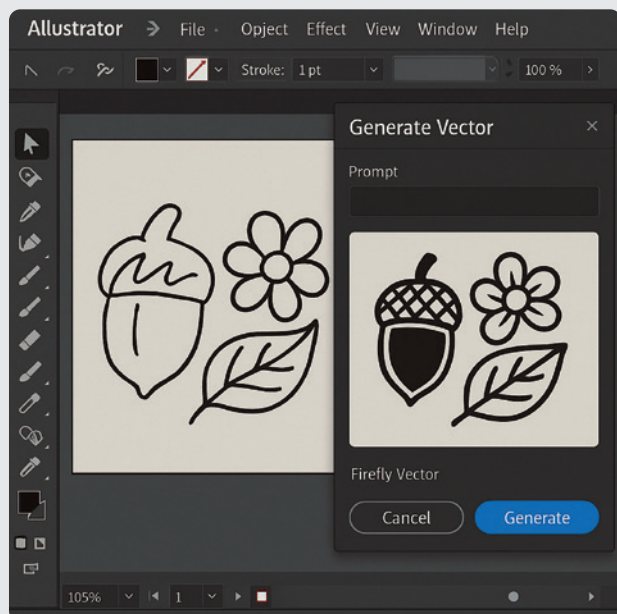 Allustrator File Opject Effect View Window Help
Stroke: 1 pt 100 %
Generate Vector
Prompt
Firefly Vector
Cancel Generate
105% 1